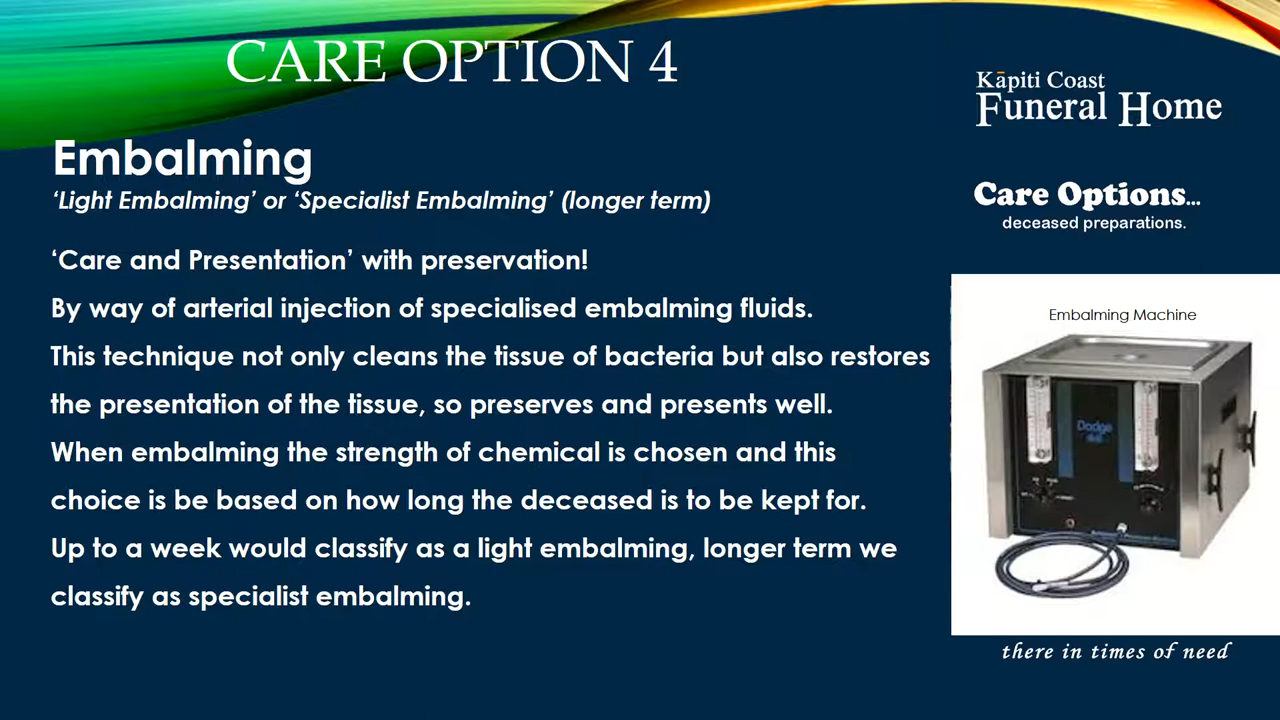 CARE OPTION 4
Kāpiti Coast
Funeral Home
Embalming
‘Light Embalming’ or ‘Specialist Embalming’ (longer term)
Care Options...
deceased preparations.
‘Care and Presentation’ with preservation!
By way of arterial injection of specialised embalming fluids.
This technique not only cleans the tissue of bacteria but also restores
the presentation of the tissue, so preserves and presents well.
When embalming the strength of chemical is chosen and this
choice is be based on how long the deceased is to be kept for.
Up to a week would classify as a light embalming, longer term we
classify as specialist embalming.
Embalming Machine
Dodge
there in times of need